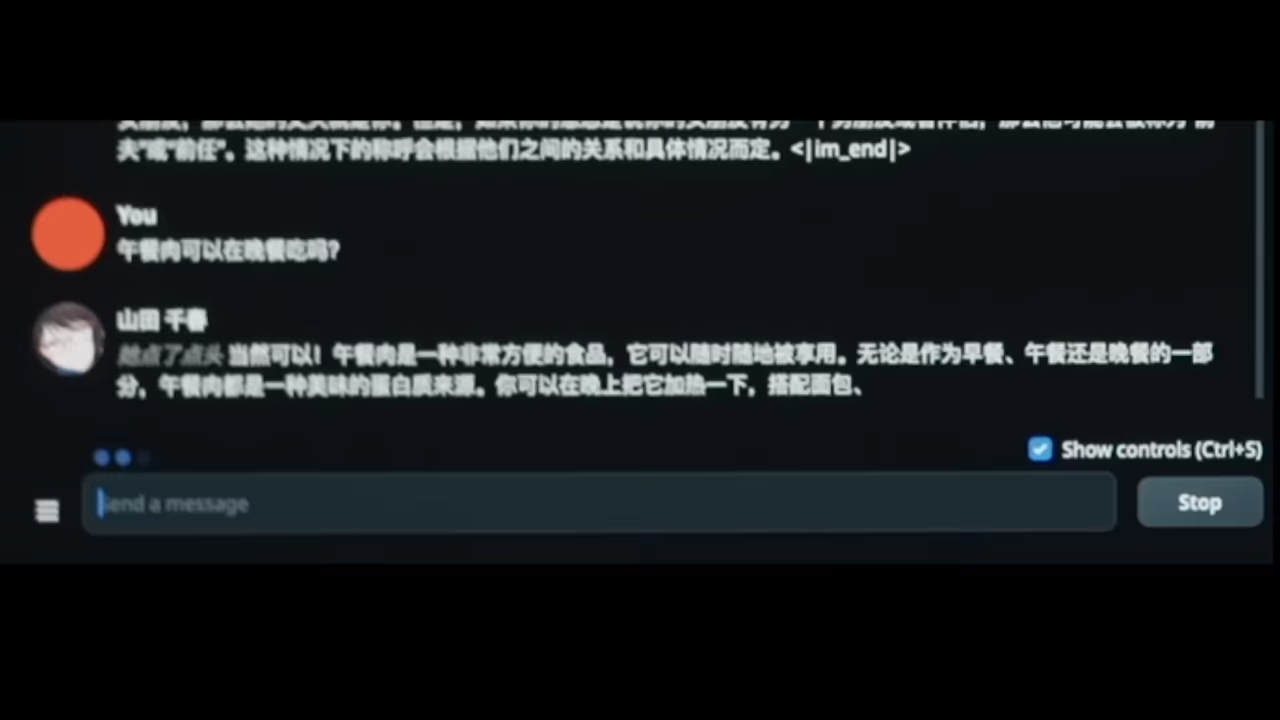 夫"或"前任"。这种情况下的称呼会根据他们之间的关系和具体情况而定。<|im_end|>
You
午餐肉可以在晚餐吃吗?
山田 千春
她点了点头 当然可以！午餐肉是一种非常方便的食品，它可以随时随地被享用。无论是作为早餐、午餐还是晚餐的一部
分，午餐肉都是一种美味的蛋白质来源。你可以在晚上把它加热一下，搭配面包、
Show controls (Ctrl+S)
Send a message
Stop